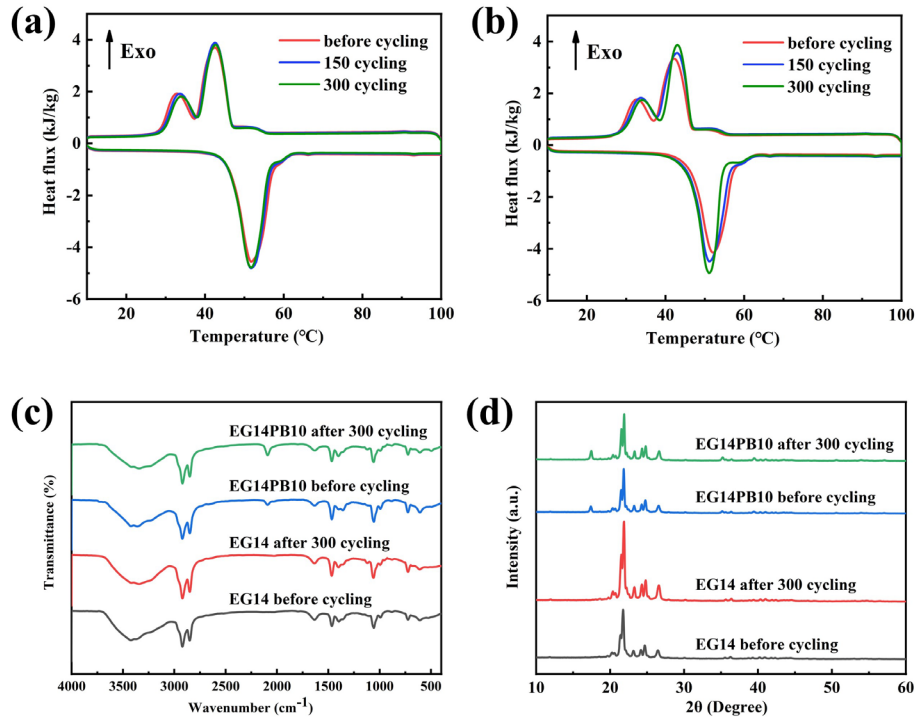 (a)
Exo
before cycling
150 cycling
300 cycling
Heat flux (kJ/kg)
4
2
0
-2
-4
-6
20 40 60 80 100
Temperature (℃)
(b)
Exo
before cycling
150 cycling
300 cycling
Heat flux (kJ/kg)
4
2
0
-2
-4
-6
20 40 60 80 100
Temperature (℃)
(c)
EG14PB10 after 300 cycling
EG14PB10 before cycling
EG14 after 300 cycling
EG14 before cycling
Transmittance (%)
4000 3500 3000 2500 2000 1500 1000 500
Wavenumber (cm⁻¹)
(d)
EG14PB10 after 300 cycling
EG14PB10 before cycling
EG14 after 300 cycling
EG14 before cycling
Intensity (a.u.)
10 20 30 40 50 60
2θ (Degree)